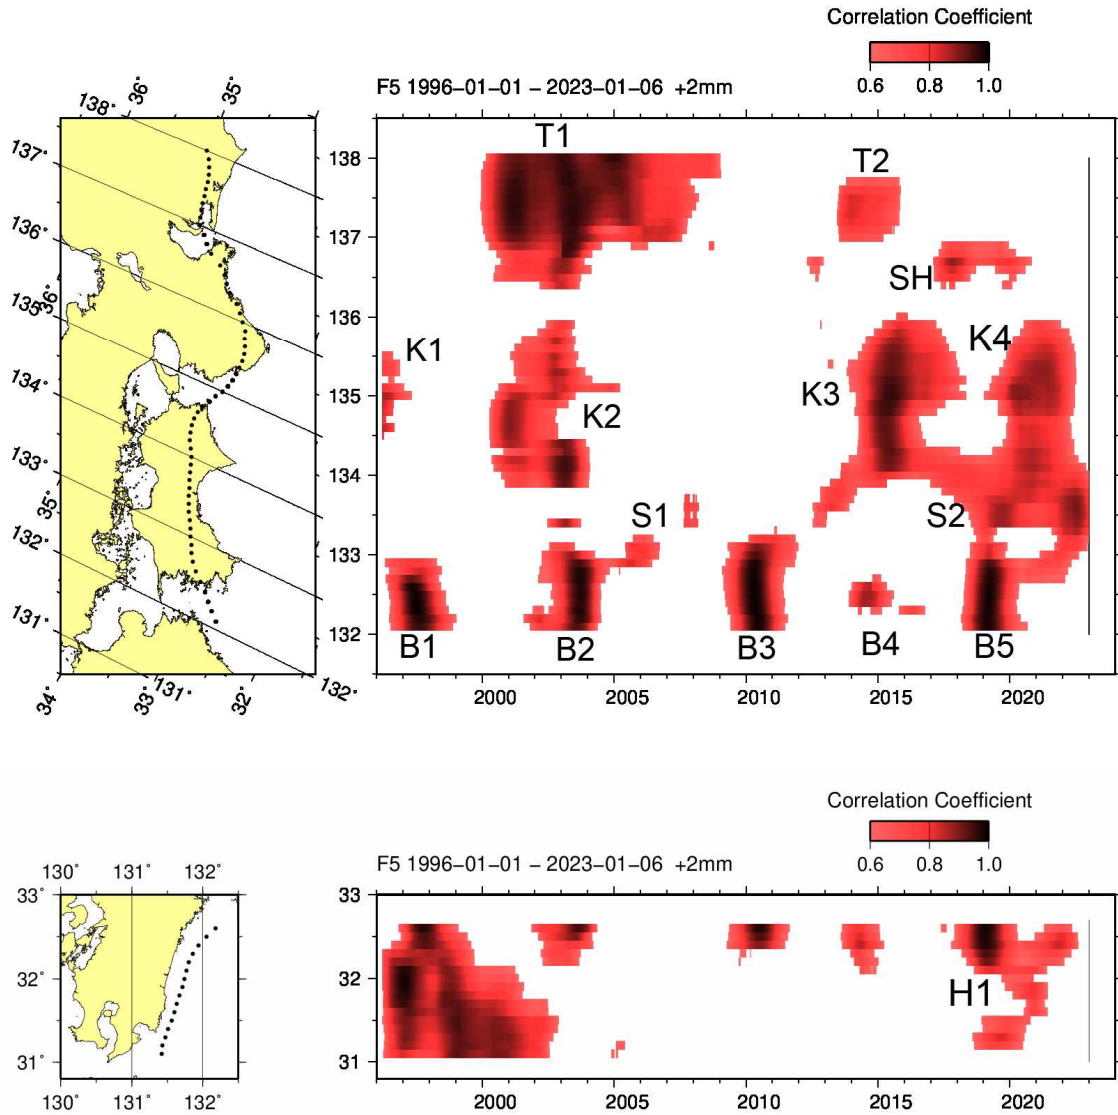 Correlation Coefficient
0.6 0.8 1.0
F5 1996−01−01 − 2023−01−06 +2mm
36° 35°
138°
137°
136°
36°
135°
134°
133°
35°
132°
131°
34° 33° 131° 32° 132°
138
137
136
135
134
133
132
T1
T2
SH
K1
K4
K3
K2
S1
S2
B1 B2 B3 B4 B5
2000 2005 2010 2015 2020
Correlation Coefficient
0.6 0.8 1.0
F5 1996−01−01 − 2023−01−06 +2mm
130° 131° 132°
33°
32°
31°
130° 131° 132°
33
32
31
H1
2000 2005 2010 2015 2020